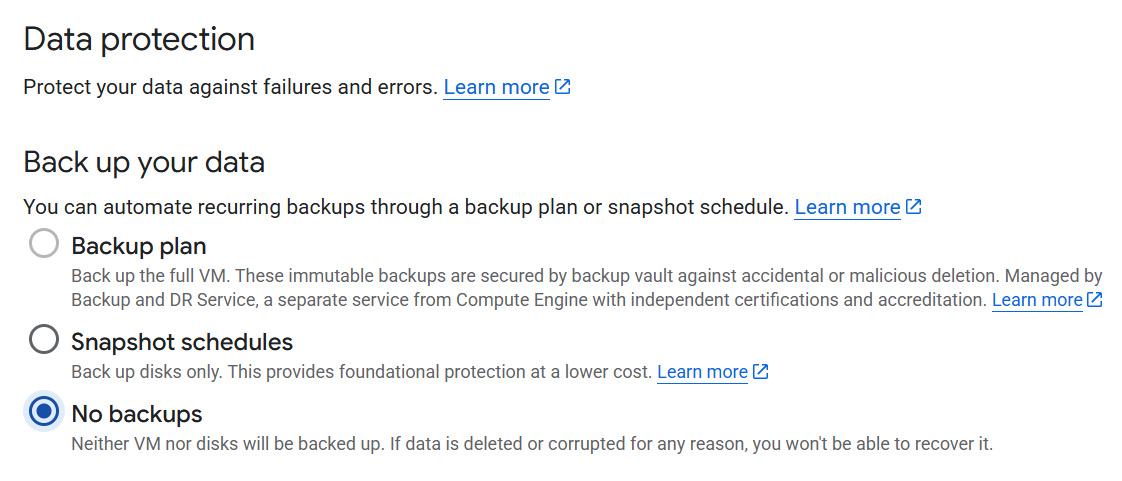 Data protection
Protect your data against failures and errors. Learn more
Back up your data
You can automate recurring backups through a backup plan or snapshot schedule. Learn more
Backup plan
Back up the full VM. These immutable backups are secured by backup vault against accidental or malicious deletion. Managed by
Backup and DR Service, a separate service from Compute Engine with independent certifications and accreditation. Learn more
Snapshot schedules
Back up disks only. This provides foundational protection at a lower cost. Learn more
No backups
Neither VM nor disks will be backed up. If data is deleted or corrupted for any reason, you won't be able to recover it.